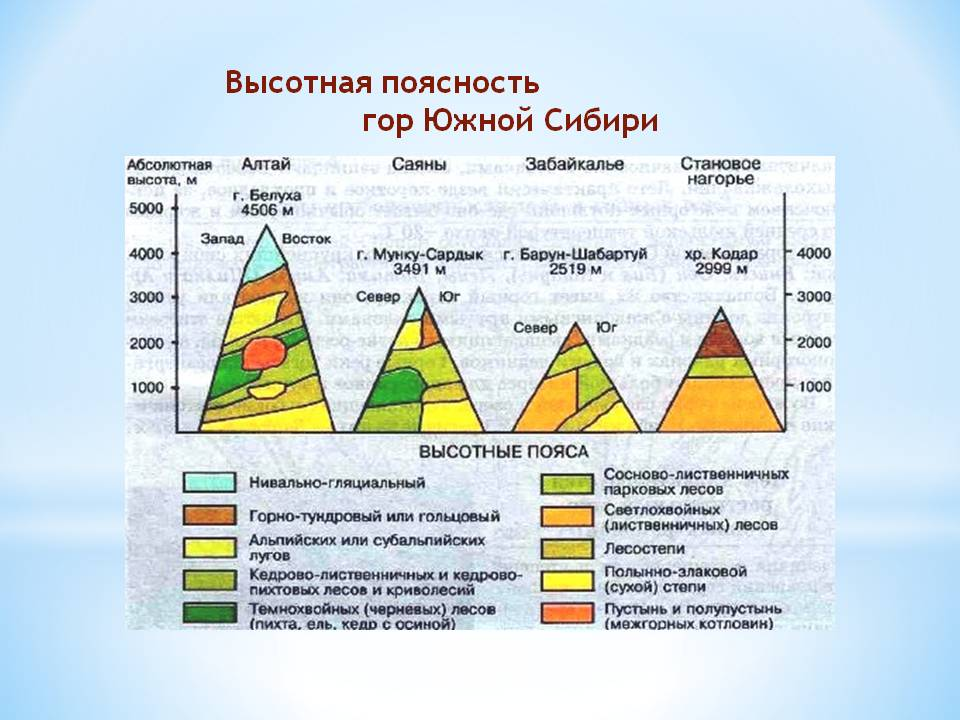 Высотная поясность
гор Южной Сибири
Абсолютная высота, м
Алтай
Саяны
Забайкалье
Становое нагорье
5000
4000
3000
2000
1000
г. Белуха
4506 м
Запад
Восток
г. Мунку-Сардык
3491 м
Север
Юг
г. Барун-Шабартуй
2519 м
Север
Юг
хр. Кодар
2999 м
4000
3000
2000
1000
ВЫСОТНЫЕ ПОЯСА
Нивально-гляциальный
Горно-тундровый или гольцовый
Альпийских или субальпийских
лугов
Кедрово-лиственничных и кедрово-
пихтовых лесов и криволесий
Темнохвойных (черневых) лесов
(пихта, ель, кедр с осиной)
Сосново-лиственничных
парковых лесов
Светлохвойных
(лиственничных) лесов
Лесостепи
Полынно-злаковой
(сухой) степи
Пустынь и полупустынь
(межгорных котловин)